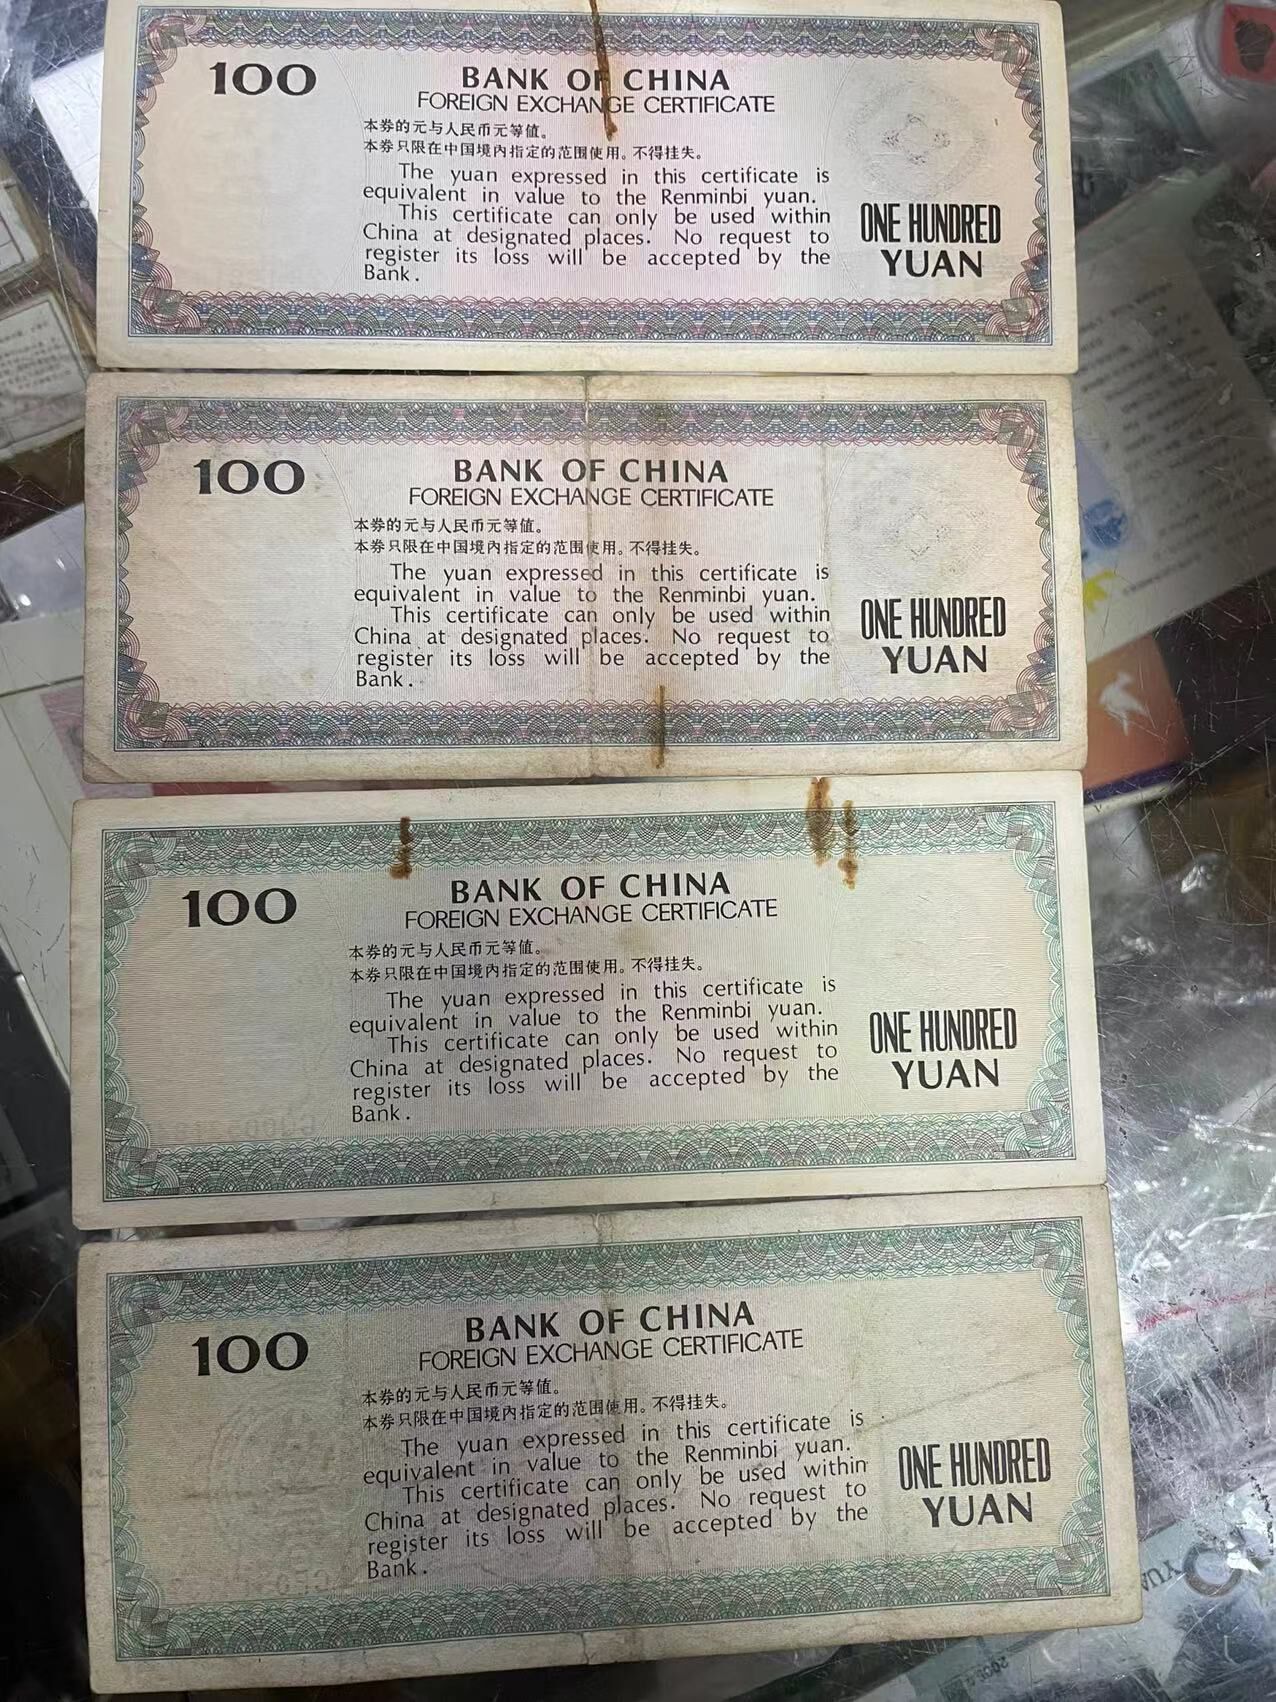 100
BANK OF CHINA
FOREIGN EXCHANGE CERTIFICATE
本券的元与人民币元等值。
本券只限在中国境内指定的范围使用。不得挂失。
The yuan expressed in this certificate is
equivalent in value to the Renminbi yuan.
This certificate can only be used within
China at designated places. No request to
register its loss will be accepted by the
Bank.
ONE HUNDRED
YUAN
100
BANK OF CHINA
FOREIGN EXCHANGE CERTIFICATE
本券的元与人民币元等值。
本券只限在中国境内指定的范围使用。不得挂失。
The yuan expressed in this certificate is
equivalent in value to the Renminbi yuan.
This certificate can only be used within
China at designated places. No request to
register its loss will be accepted by the
Bank.
ONE HUNDRED
YUAN
100
BANK OF CHINA
FOREIGN EXCHANGE CERTIFICATE
本券的元与人民币元等值。
本券只限在中国境内指定的范围使用。不得挂失。
The yuan expressed in this certificate is
equivalent in value to the Renminbi yuan.
This certificate can only be used within
China at designated places. No request to
register its loss will be accepted by the
Bank.
ONE HUNDRED
YUAN
100
BANK OF CHINA
FOREIGN EXCHANGE CERTIFICATE
本券的元与人民币元等值。
本券只限在中国境内指定的范围使用。不得挂失。
The yuan expressed in this certificate is
equivalent in value to the Renminbi yuan.
This certificate can only be used within
China at designated places. No request to
register its loss will be accepted by the
Bank.
ONE HUNDRED
YUAN